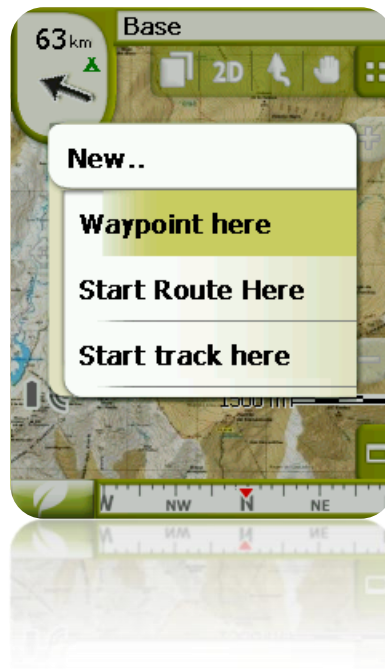 63km
Base
2D
New..
Waypoint here
Start Route Here
Start track here
W NW N NE